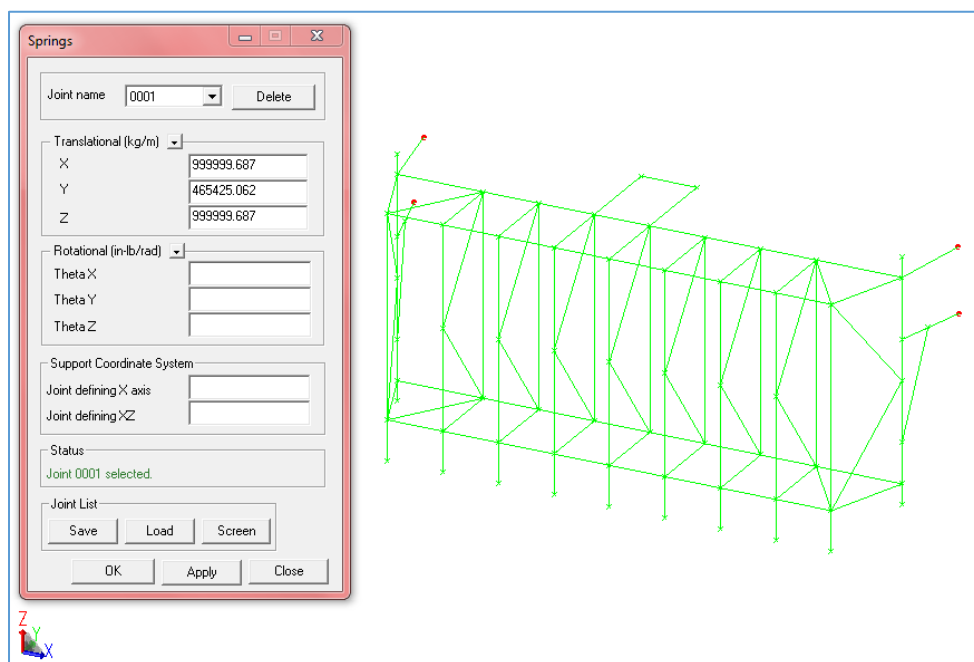 Springs
Joint name 0001 Delete
Translational (kg/m)
X 999999.687
Y 465425.062
Z 999999.687
Rotational (in-lb/rad)
Theta X
Theta Y
Theta Z
Support Coordinate System
Joint defining X axis
Joint defining XZ
Status
Joint 0001 selected.
Joint List
Save Load Screen
OK Apply Close
Z
Y
X